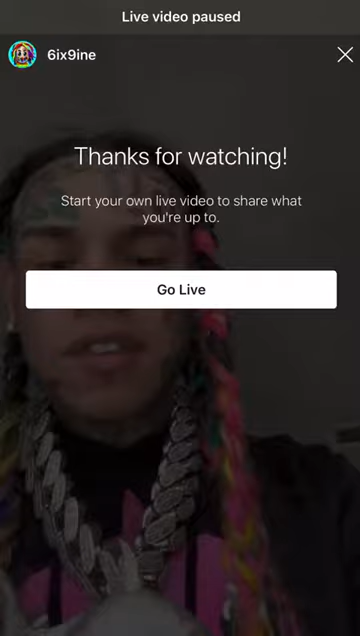 Live video paused
6ix9ine
Thanks for watching!
Start your own live video to share what
you're up to.
Go Live